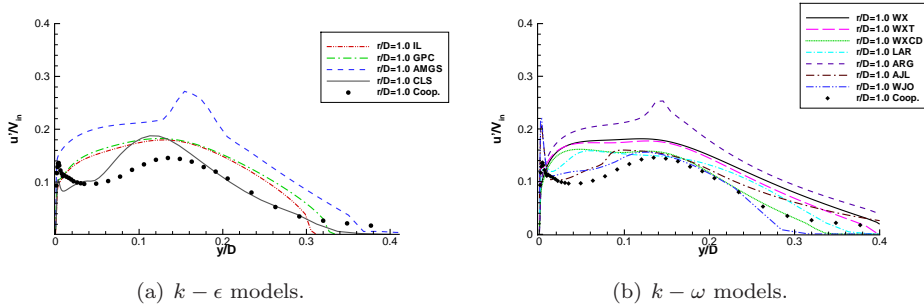 u'/V_in
0.4
0.3
0.2
0.1
0
0
0.1
0.2
0.3
0.4
y/D
r/D=1.0 IL
r/D=1.0 GPC
r/D=1.0 AMGS
r/D=1.0 CLS
r/D=1.0 Coop.
(a) k − ϵ models.
u'/V_in
0.4
0.3
0.2
0.1
0
0
0.1
0.2
0.3
0.4
y/D
r/D=1.0 WX
r/D=1.0 WXT
r/D=1.0 WXCD
r/D=1.0 LAR
r/D=1.0 ARG
r/D=1.0 AJL
r/D=1.0 WJO
r/D=1.0 Coop.
(b) k − ω models.